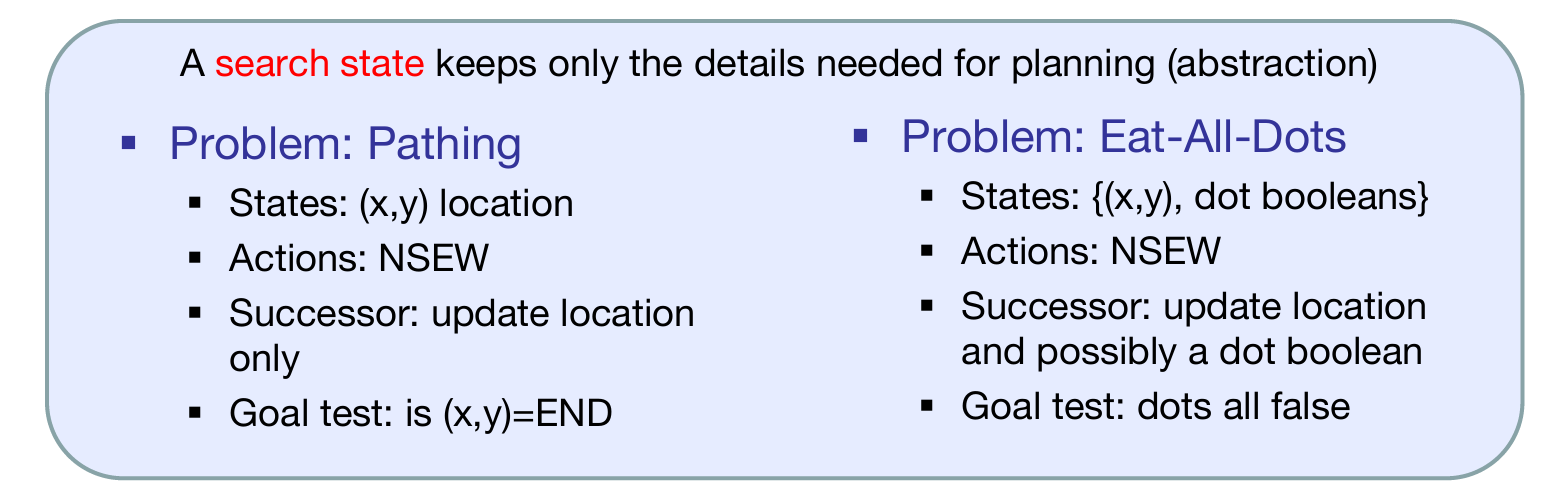 A search state keeps only the details needed for planning (abstraction)
▪ Problem: Pathing
▪ States: (x,y) location
▪ Actions: NSEW
▪ Successor: update location
only
▪ Goal test: is (x,y)=END
▪ Problem: Eat-All-Dots
▪ States: {(x,y), dot booleans}
▪ Actions: NSEW
▪ Successor: update location
and possibly a dot boolean
▪ Goal test: dots all false